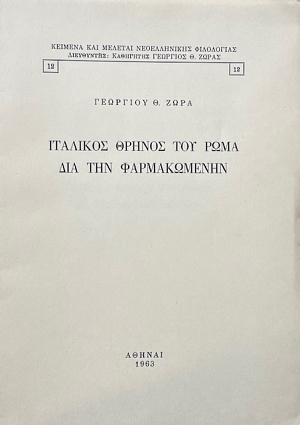 ΚΕΙΜΕΝΑ ΚΑΙ ΜΕΛΕΤΑΙ ΝΕΟΕΛΛΗΝΙΚΗΣ ΦΙΛΟΛΟΓΙΑΣ
ΔΙΕΥΘΥΝΤΗΣ: ΚΑΘΗΓΗΤΗΣ ΓΕΩΡΓΙΟΣ Θ. ΖΩΡΑΣ
12 12
ΓΕΩΡΓΙΟΥ Θ. ΖΩΡΑ
ΙΤΑΛΙΚΟΣ ΘΡΗΝΟΣ ΤΟΥ ΡΩΜΑ
ΔΙΑ ΤΗΝ ΦΑΡΜΑΚΩΜΕΝΗΝ
ΑΘΗΝΑΙ
1963